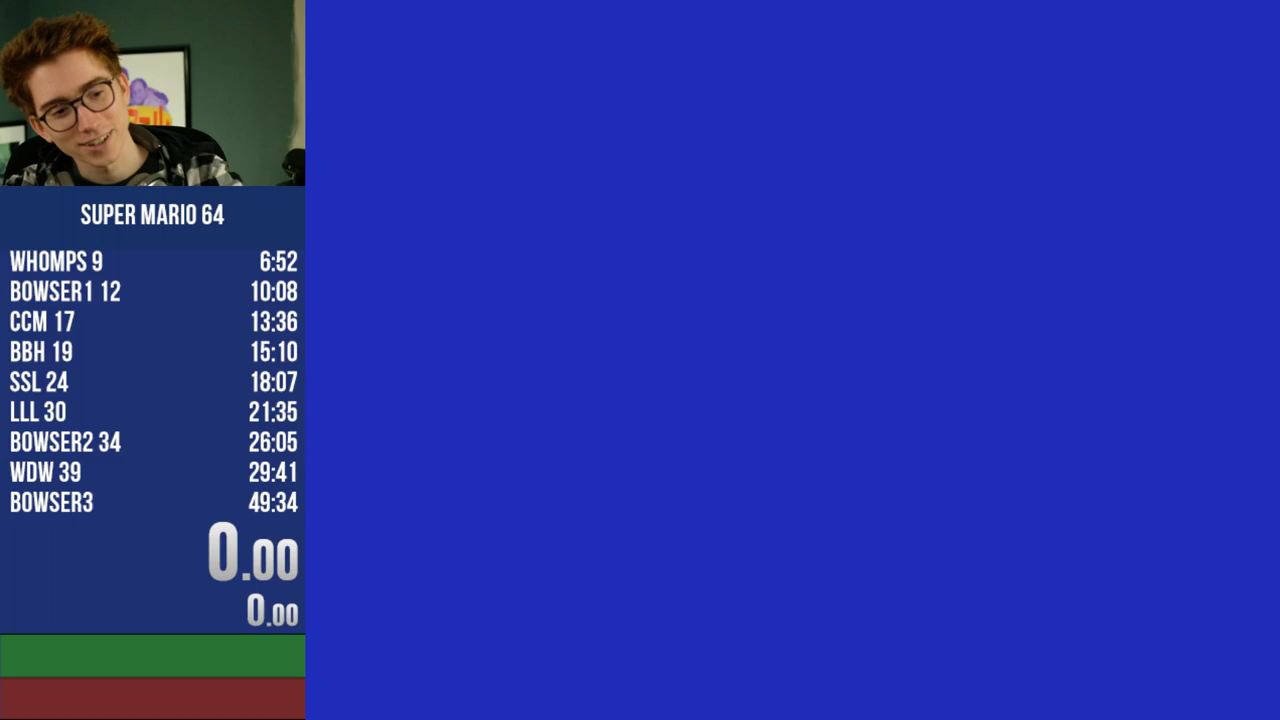 SUPER MARIO 64
WHOMPS 9 6:52
BOWSER1 12 10:08
CCM 17 13:36
BBH 19 15:10
SSL 24 18:07
LLL 30 21:35
BOWSER2 34 26:05
WDW 39 29:41
BOWSER3 49:34
0.00
0.00